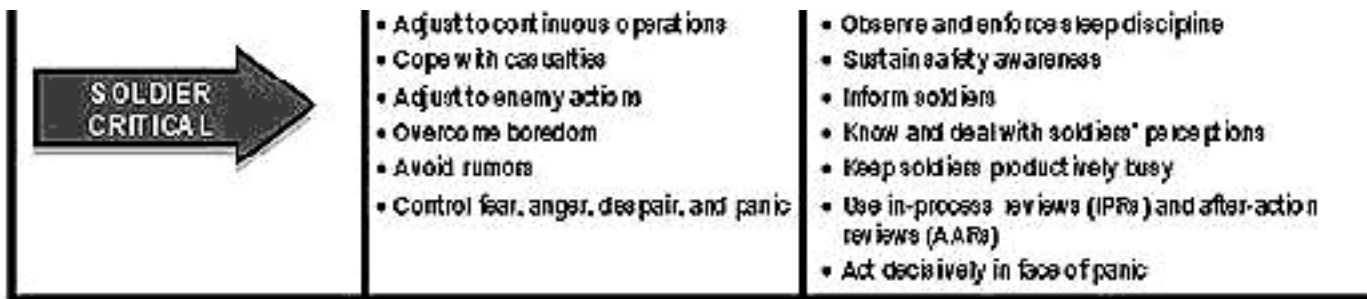 SOLDIER
CRITICAL
• Adjust to continuous operations
• Cope with casualties
• Adjust to enemy actions
• Overcome boredom
• Avoid rumors
• Control fear, anger, despair, and panic
• Observe and enforce sleep discipline
• Sustain safety awareness
• Inform soldiers
• Know and deal with soldiers' perceptions
• Keep soldiers productively busy
• Use in-process reviews (IPRs) and after-action
reviews (AARs)
• Act decisively in face of panic